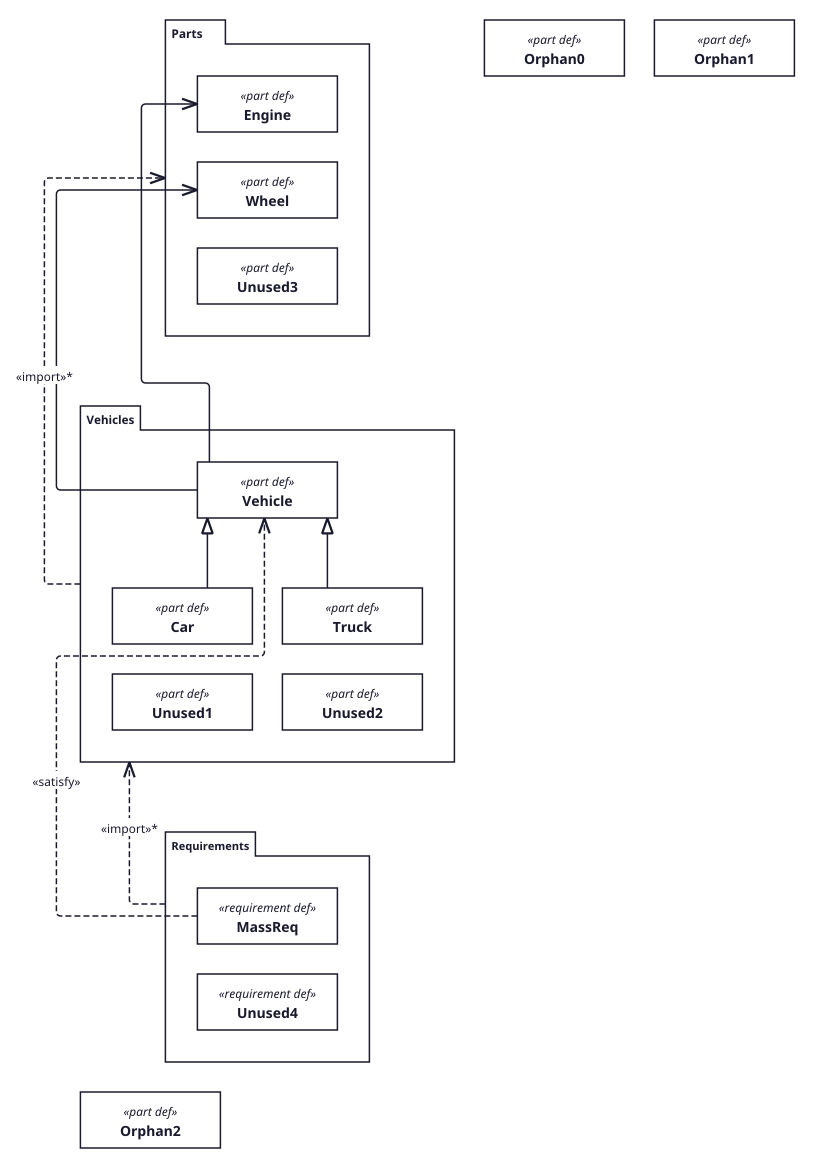 Parts
«part def»
Engine
«part def»
Wheel
«part def»
Unused3
«part def»
Orphan0
«part def»
Orphan1
«import»*
Vehicles
«part def»
Vehicle
«part def»
Car
«part def»
Truck
«part def»
Unused1
«part def»
Unused2
«satisfy»
«import»*
Requirements
«requirement def»
MassReq
«requirement def»
Unused4
«part def»
Orphan2